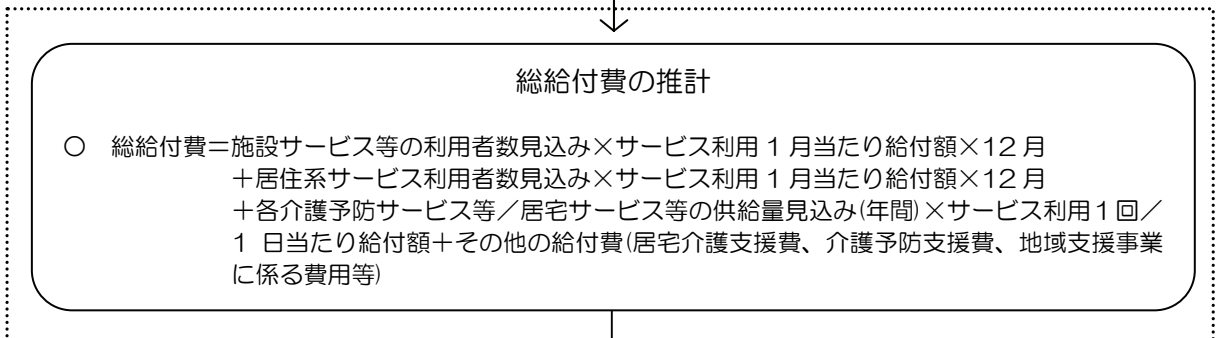 総給付費の推計
○　総給付費＝施設サービス等の利用者数見込み×サービス利用１月当たり給付額×12月
＋居住系サービス利用者数見込み×サービス利用１月当たり給付額×12月
＋各介護予防サービス等／居宅サービス等の供給量見込み(年間)×サービス利用１回／
１ 日当たり給付額＋その他の給付費(居宅介護支援費、介護予防支援費、地域支援事業
に係る費用等)